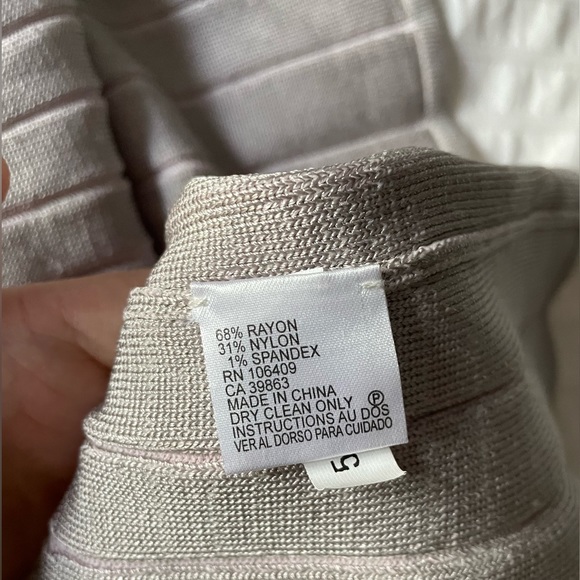 68% RAYON
31% NYLON
1% SPANDEX
RN 106409
CA 39863
MADE IN CHINA
DRY CLEAN ONLY Ⓟ
INSTRUCTIONS AU DOS
VER AL DORSO PARA CUIDADO
5